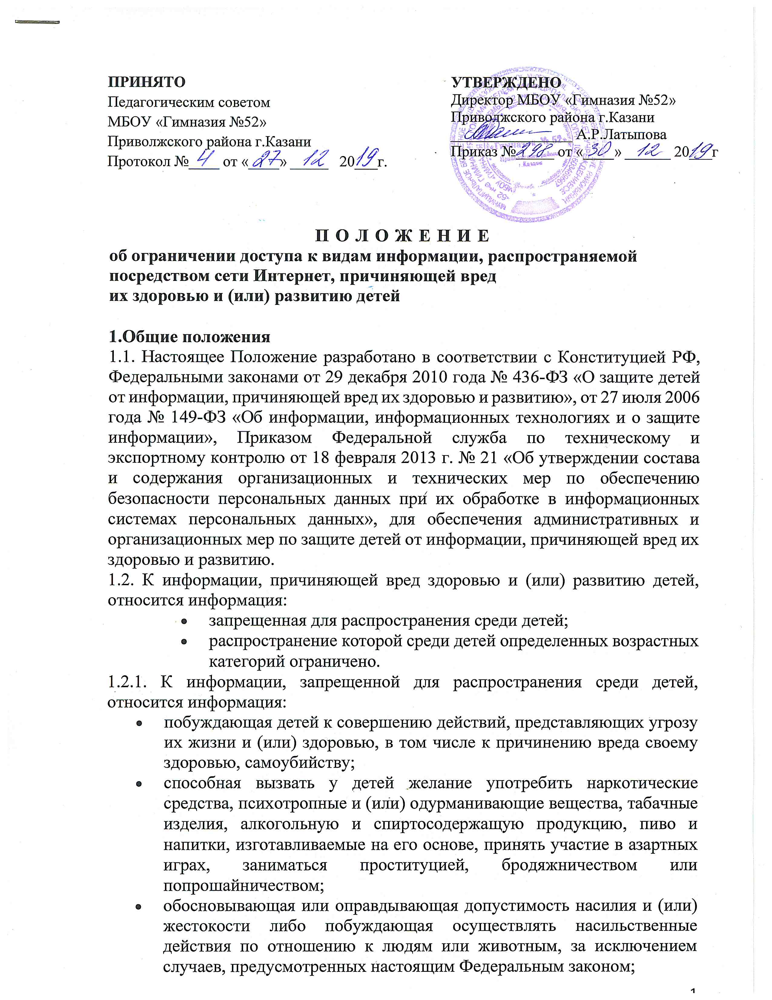 ПРИНЯТО
Педагогическим советом
МБОУ «Гимназия №52»
Приволжского района г.Казани
Протокол № 4 от « 27 » 12 2019 г.
УТВЕРЖДЕНО
Директор МБОУ «Гимназия №52»
Приволжского района г.Казани
А.Р.Латыпова
Приказ № 298 от « 30 » 12 2019 г
П О Л О Ж Е Н И Е
об ограничении доступа к видам информации, распространяемой
посредством сети Интернет, причиняющей вред
их здоровью и (или) развитию детей
1.Общие положения
1.1. Настоящее Положение разработано в соответствии с Конституцией РФ,
Федеральными законами от 29 декабря 2010 года № 436-ФЗ «О защите детей
от информации, причиняющей вред их здоровью и развитию», от 27 июля 2006
года № 149-ФЗ «Об информации, информационных технологиях и о защите
информации», Приказом Федеральной служба по техническому и
экспортному контролю от 18 февраля 2013 г. № 21 «Об утверждении состава
и содержания организационных и технических мер по обеспечению
безопасности персональных данных при их обработке в информационных
системах персональных данных», для обеспечения административных и
организационных мер по защите детей от информации, причиняющей вред их
здоровью и развитию.
1.2. К информации, причиняющей вред здоровью и (или) развитию детей,
относится информация:
• запрещенная для распространения среди детей;
• распространение которой среди детей определенных возрастных
категорий ограничено.
1.2.1. К информации, запрещенной для распространения среди детей,
относится информация:
• побуждающая детей к совершению действий, представляющих угрозу
их жизни и (или) здоровью, в том числе к причинению вреда своему
здоровью, самоубийству;
• способная вызвать у детей желание употребить наркотические
средства, психотропные и (или) одурманивающие вещества, табачные
изделия, алкогольную и спиртосодержащую продукцию, пиво и
напитки, изготавливаемые на его основе, принять участие в азартных
играх, заниматься проституцией, бродяжничеством или
попрошайничеством;
• обосновывающая или оправдывающая допустимость насилия и (или)
жестокости либо побуждающая осуществлять насильственные
действия по отношению к людям или животным, за исключением
случаев, предусмотренных настоящим Федеральным законом;
1